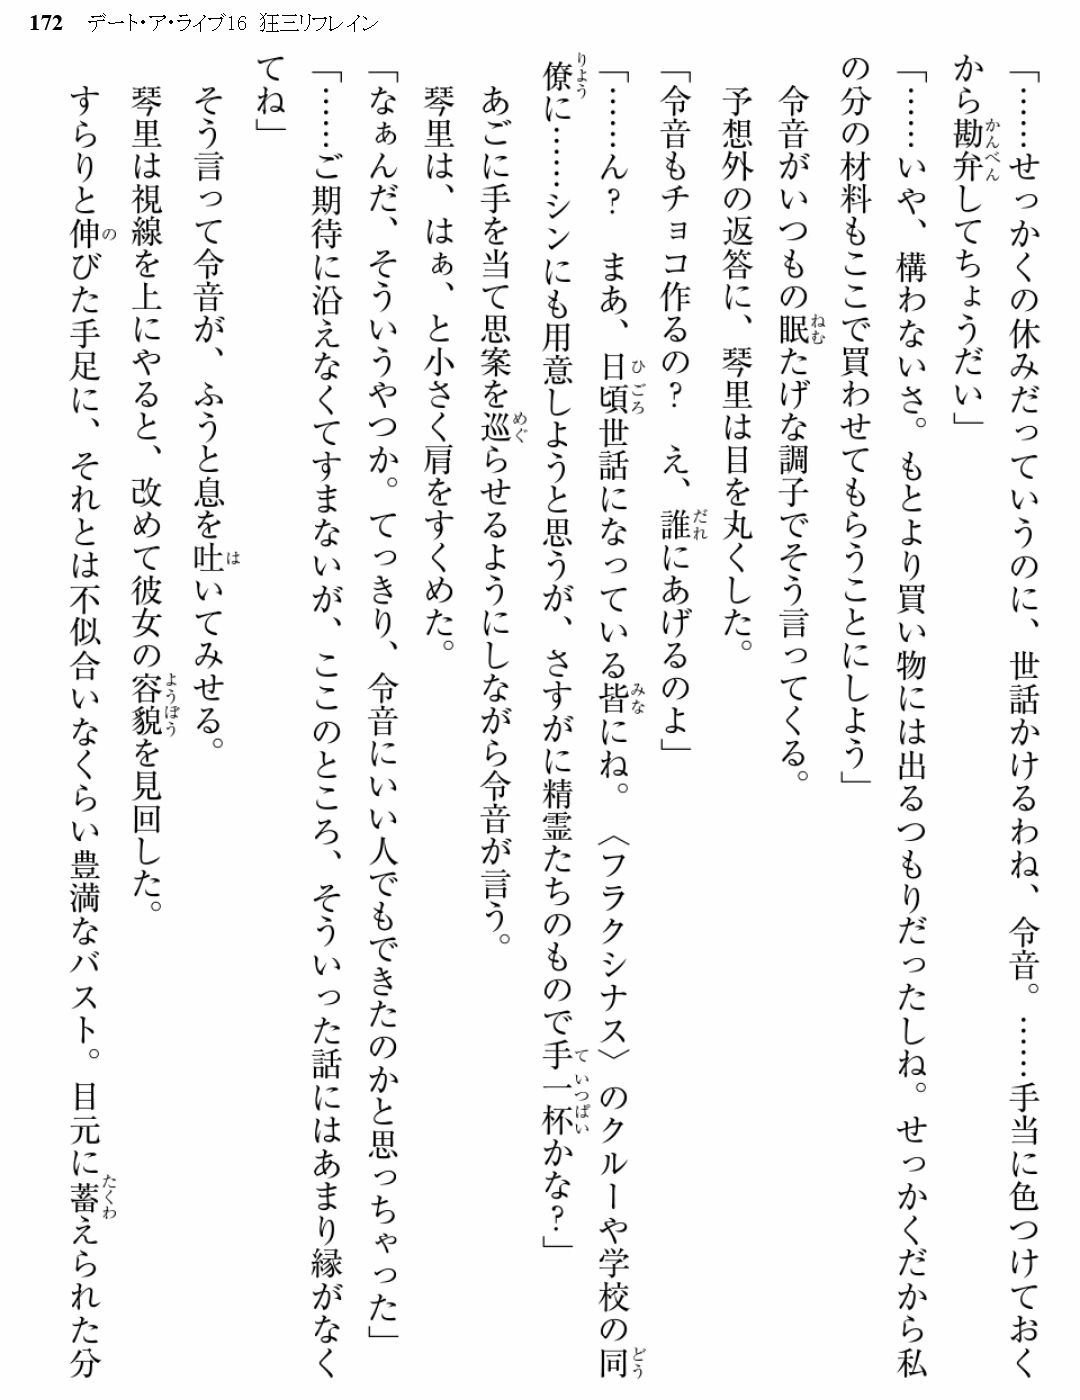 172 デート・ア・ライブ16 狂三リフレイン
「……せっかくの休みだっていうのに、世話かけるわね、令音。……手当に色つけておく
から勘弁してちょうだい」
「……いや、構わないさ。もとより買い物には出るつもりだったしね。せっかくだから私
の分の材料もここで買わせてもらうことにしよう」
令音がいつもの眠たげな調子でそう言ってくる。
予想外の返答に、琴里は目を丸くした。
「令音もチョコ作るの？　え、誰にあげるのよ」
「……ん？　まあ、日頃世話になっている皆にね。〈フラクシナス〉のクルーや学校の同
僚に……シンにも用意しようと思うが、さすがに精霊たちのもので手一杯かな？」
あごに手を当て思案を巡らせるようにしながら令音が言う。
琴里は、はぁ、と小さく肩をすくめた。
「なぁんだ、そういうやつか。てっきり、令音にいい人でもできたのかと思っちゃった」
「……ご期待に沿えなくてすまないが、ここのところ、そういった話にはあまり縁がなく
てね」
そう言って令音が、ふうと息を吐いてみせる。
琴里は視線を上にやると、改めて彼女の容貌を見回した。
すらりと伸びた手足に、それとは不似合いなくらい豊満なバスト。目元に蓄えられた分